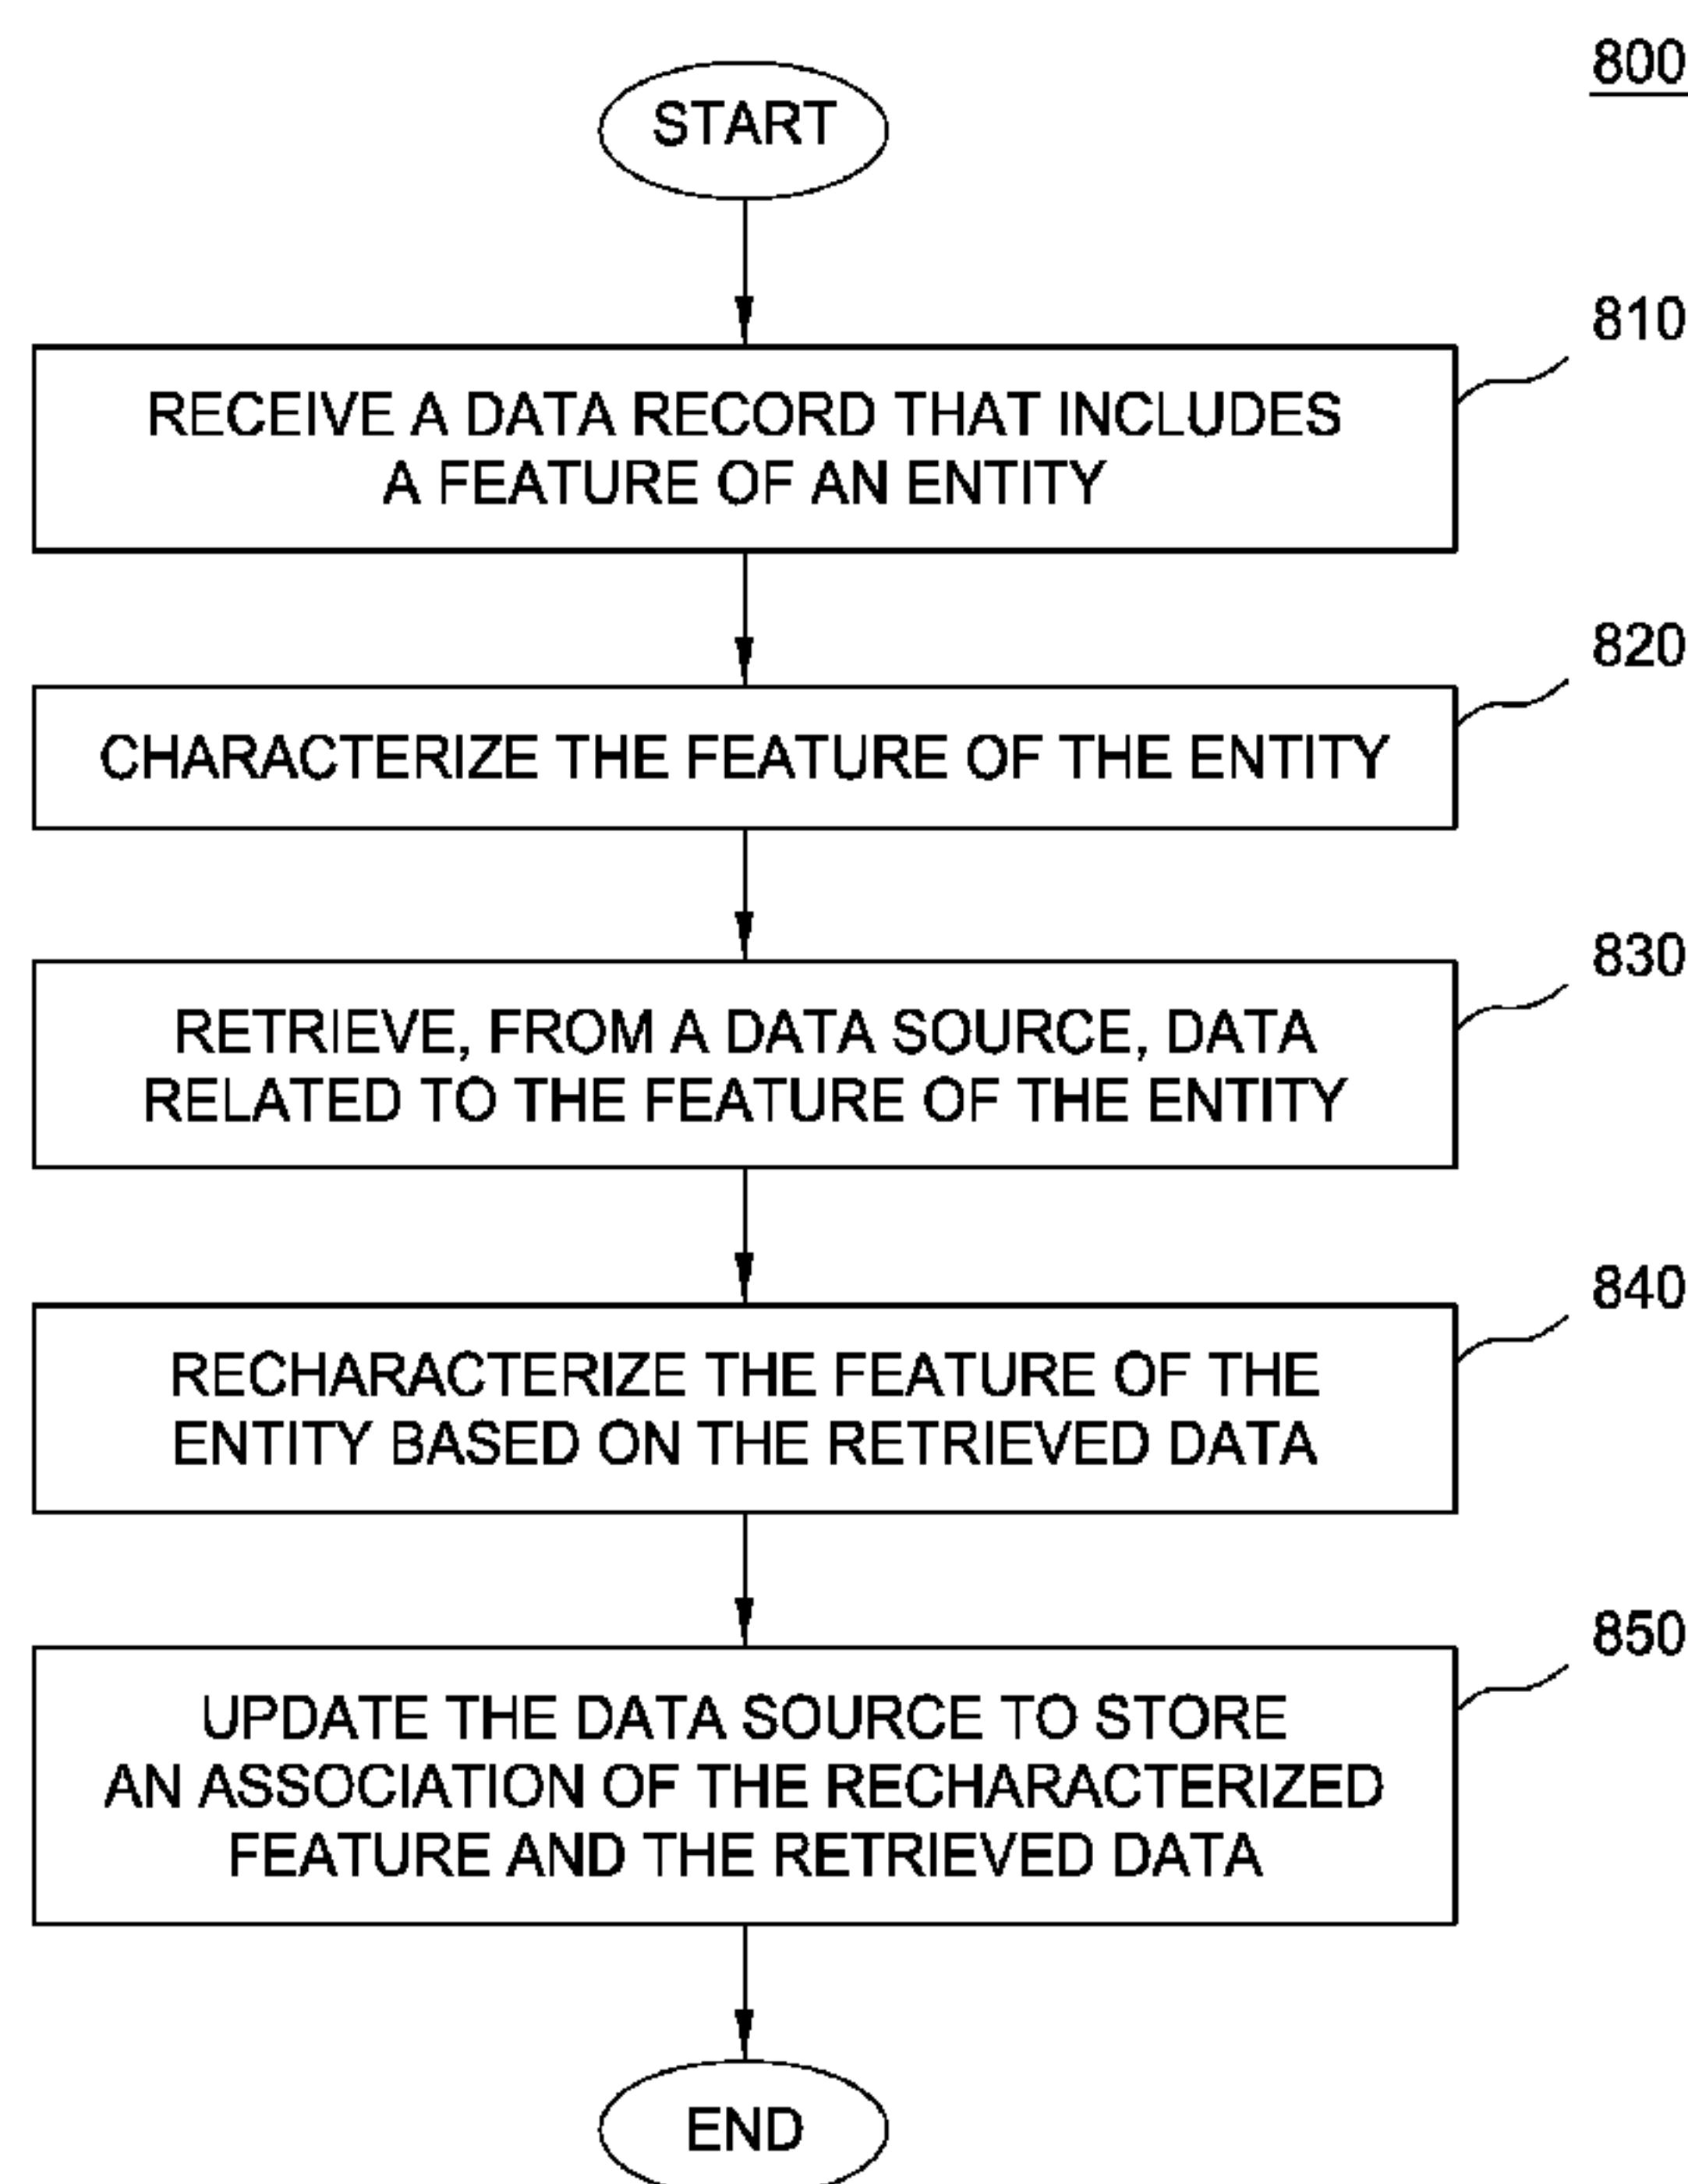 800
START
810
RECEIVE A DATA RECORD THAT INCLUDES
A FEATURE OF AN ENTITY
820
CHARACTERIZE THE FEATURE OF THE ENTITY
830
RETRIEVE, FROM A DATA SOURCE, DATA
RELATED TO THE FEATURE OF THE ENTITY
840
RECHARACTERIZE THE FEATURE OF THE
ENTITY BASED ON THE RETRIEVED DATA
850
UPDATE THE DATA SOURCE TO STORE
AN ASSOCIATION OF THE RECHARACTERIZED
FEATURE AND THE RETRIEVED DATA
END